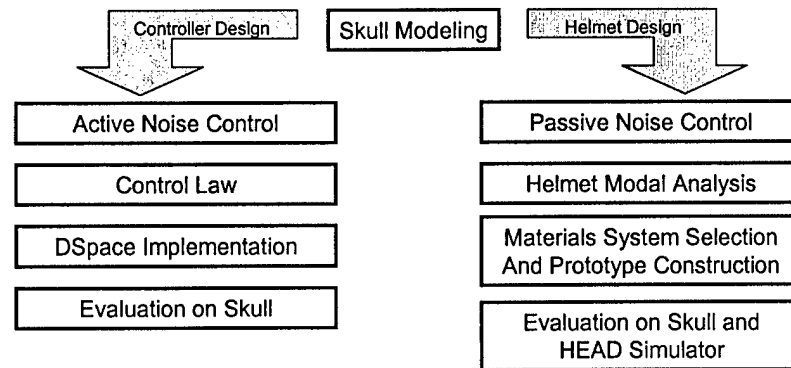 Controller Design
Skull Modeling
Helmet Design
Active Noise Control
Control Law
DSpace Implementation
Evaluation on Skull
Passive Noise Control
Helmet Modal Analysis
Materials System Selection
And Prototype Construction
Evaluation on Skull and
HEAD Simulator